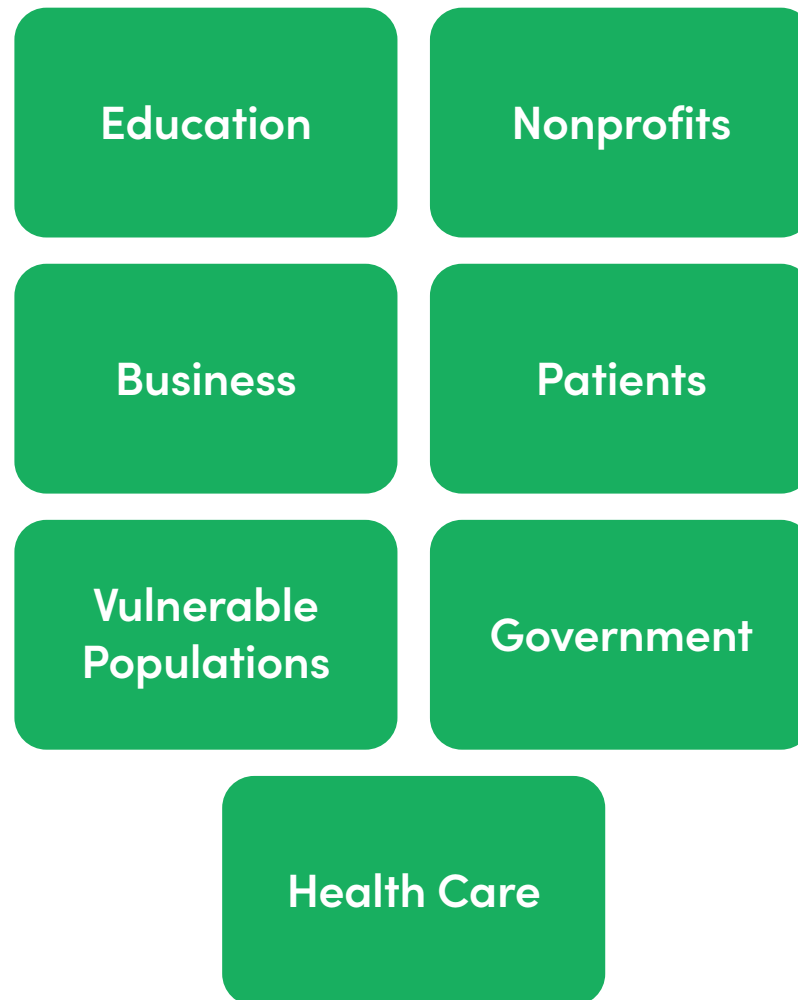 Education
Nonprofits
Business
Patients
Vulnerable
Populations
Government
Health Care